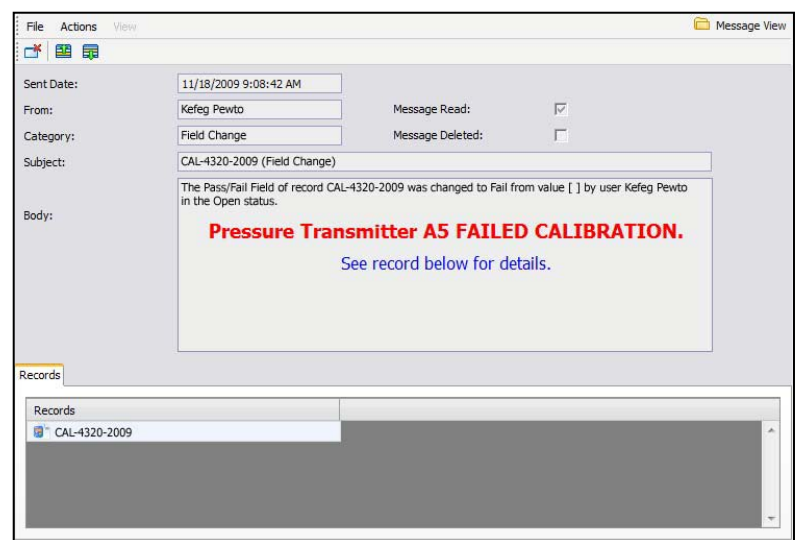 File Actions View Message View
Sent Date: 11/18/2009 9:08:42 AM
From: Kefeg Pewto Message Read:
Category: Field Change Message Deleted:
Subject: CAL-4320-2009 (Field Change)
Body:
The Pass/Fail Field of record CAL-4320-2009 was changed to Fail from value [ ] by user Kefeg Pewto
in the Open status.
Pressure Transmitter A5 FAILED CALIBRATION.
See record below for details.
Records
Records
CAL-4320-2009